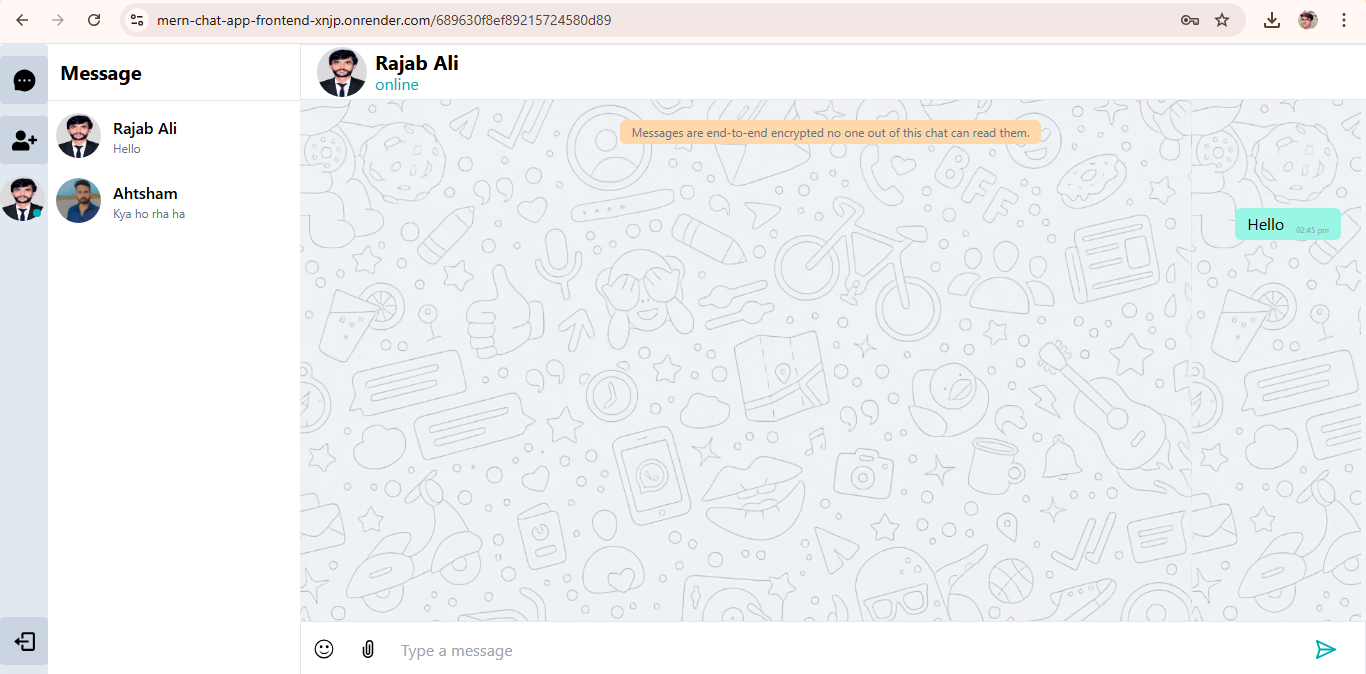 mern-chat-app-frontend-xnjp.onrender.com/689630f8ef89215724580d89
Message
Rajab Ali
Hello
Ahtsham
Kya ho rha ha
Rajab Ali
online
Messages are end-to-end encrypted no one out of this chat can read them.
Hello 02:45 pm
Type a message